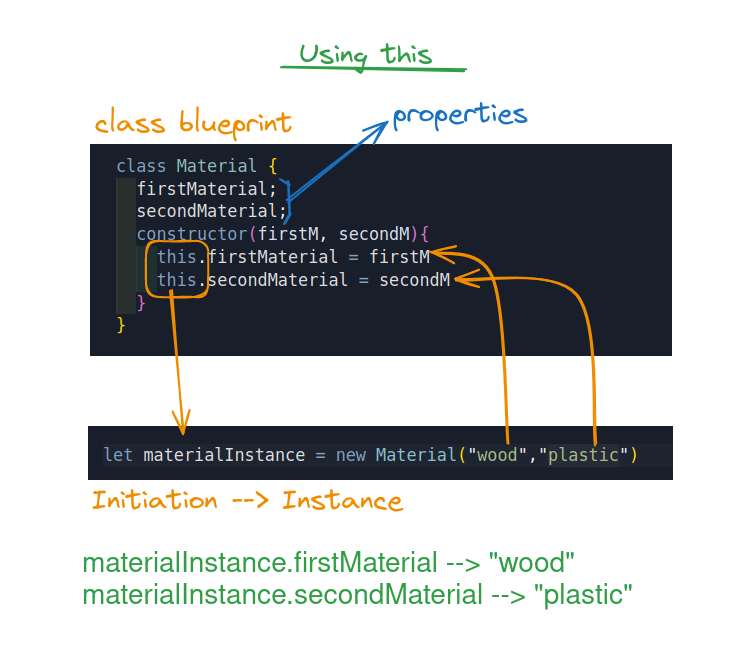 Using this
class blueprint
properties
class Material {
firstMaterial;
secondMaterial;
constructor(firstM, secondM){
this.firstMaterial = firstM
this.secondMaterial = secondM
}
}
let materialInstance = new Material("wood","plastic")
Initiation --> Instance
materialInstance.firstMaterial --> "wood"
materialInstance.secondMaterial --> "plastic"